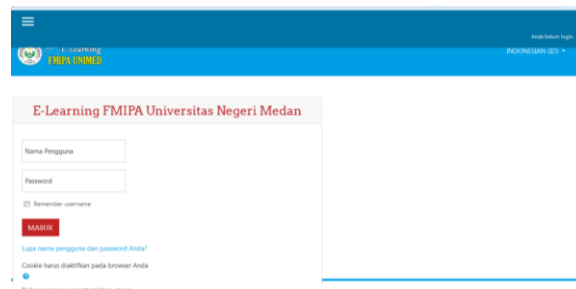 Anda belum login.
E-Learning
FMIPA UNIMED
INDONESIAN (ID)
E-Learning FMIPA Universitas Negeri Medan
Nama Pengguna
Password
Remember username
MASUK
Lupa nama pengguna dan password Anda?
Cookie harus diaktifkan pada browser Anda